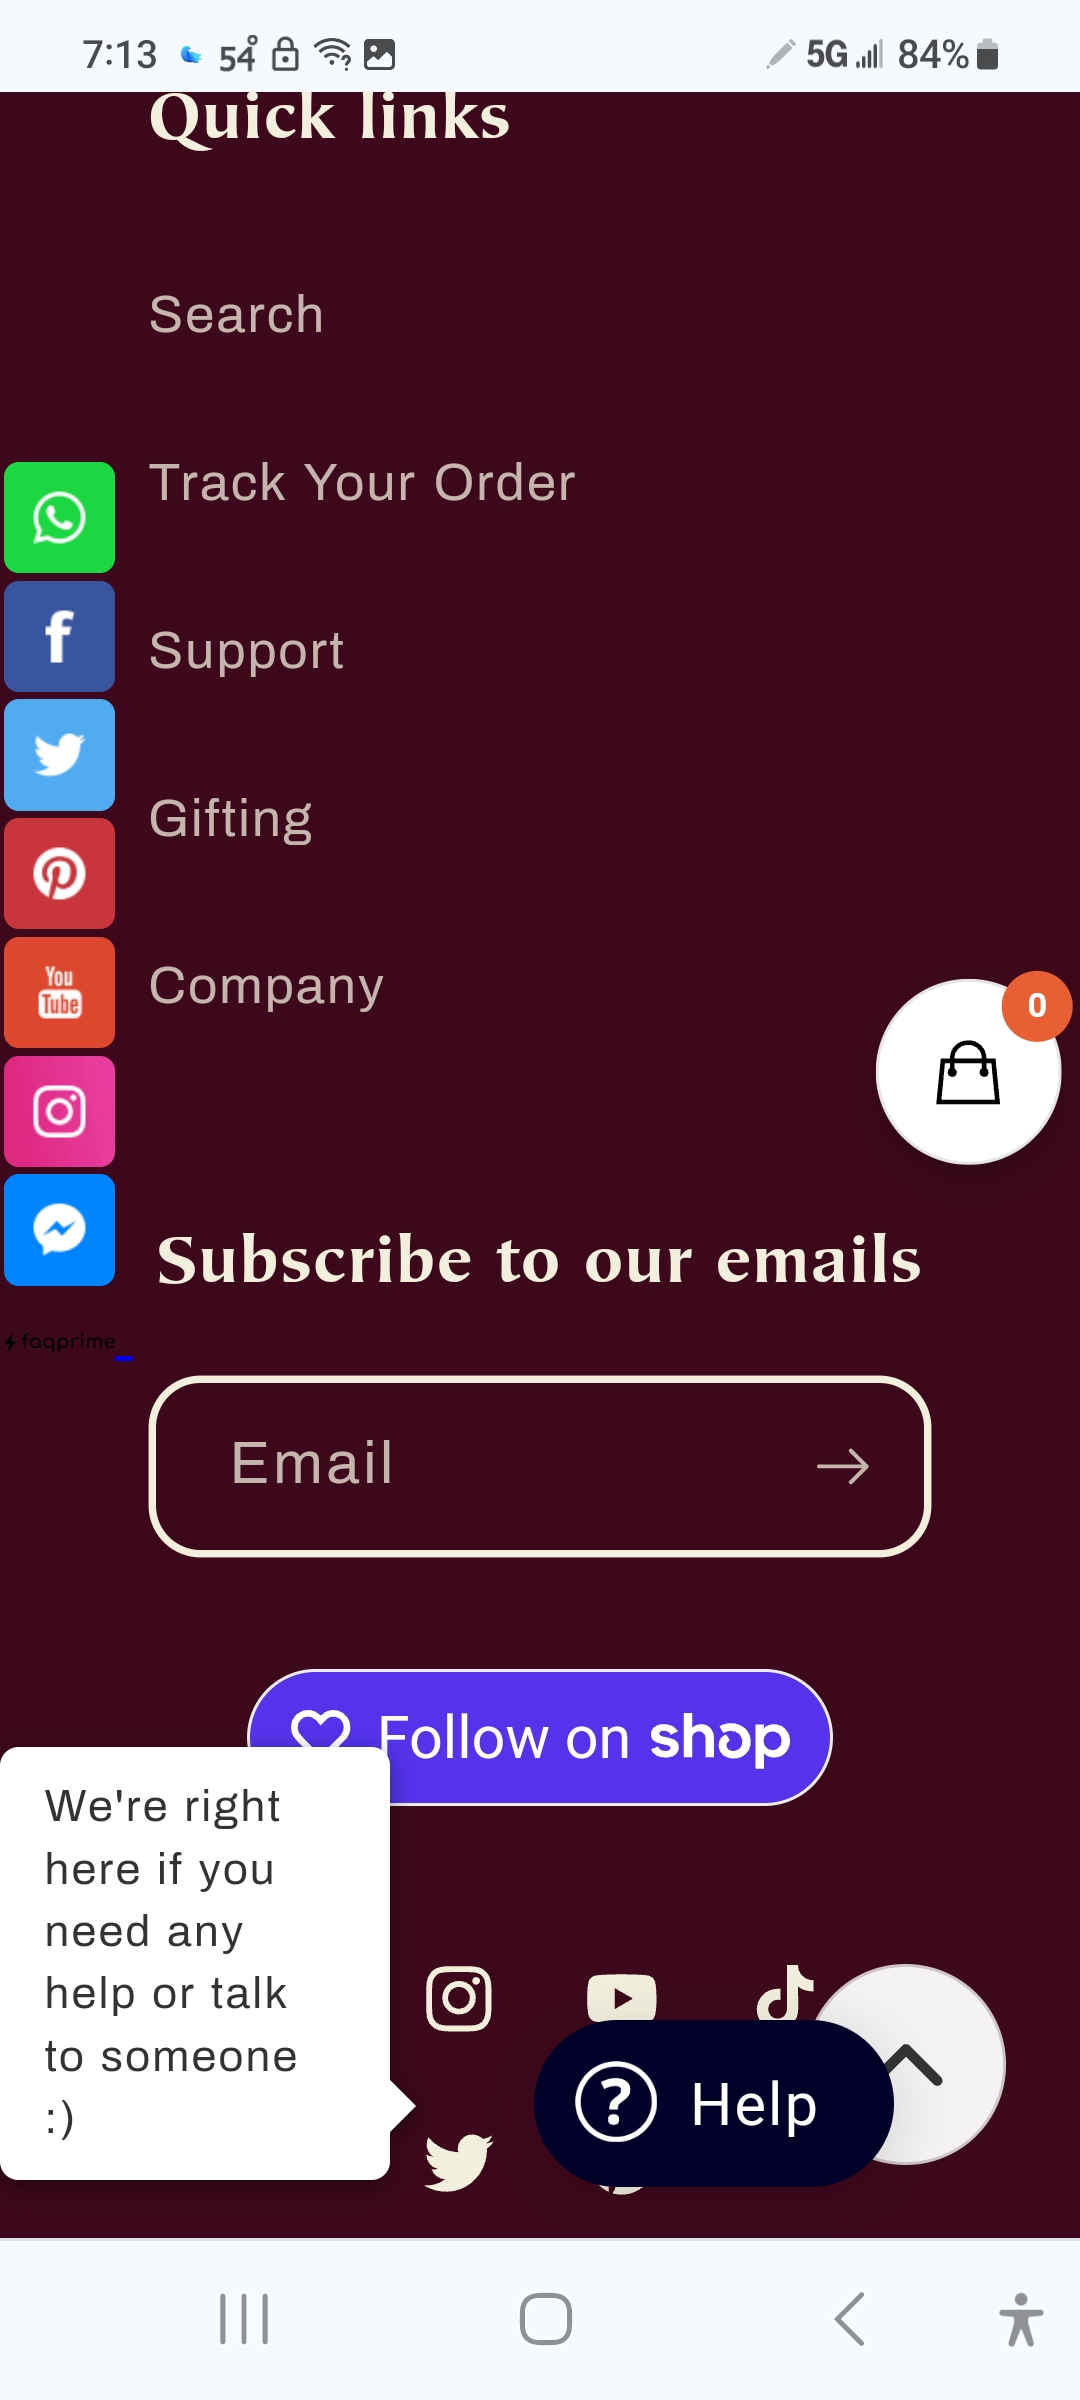 7:13 54° 5G 84%
Quick links
Search
Track Your Order
Support
Gifting
Company
You
Tube
0
Subscribe to our emails
faqprime
Email
Follow on shop
We're right
here if you
need any
help or talk
to someone
:)
? Help